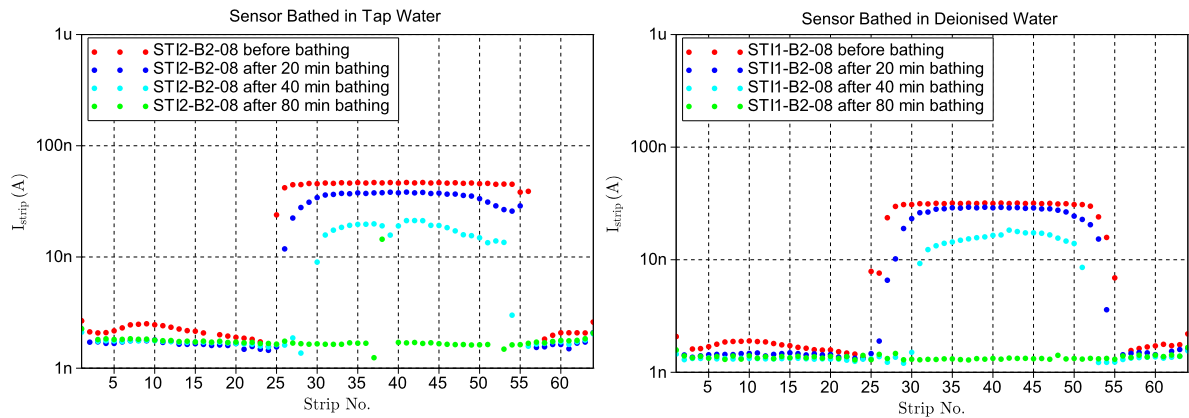 Sensor Bathed in Tap Water
1u
STI2-B2-08 before bathing
STI2-B2-08 after 20 min bathing
STI2-B2-08 after 40 min bathing
STI2-B2-08 after 80 min bathing
100n
I_strip (A)
10n
1n
5 10 15 20 25 30 35 40 45 50 55 60
Strip No.
Sensor Bathed in Deionised Water
1u
STI1-B2-08 before bathing
STI1-B2-08 after 20 min bathing
STI1-B2-08 after 40 min bathing
STI1-B2-08 after 80 min bathing
100n
I_strip (A)
10n
1n
5 10 15 20 25 30 35 40 45 50 55 60
Strip No.